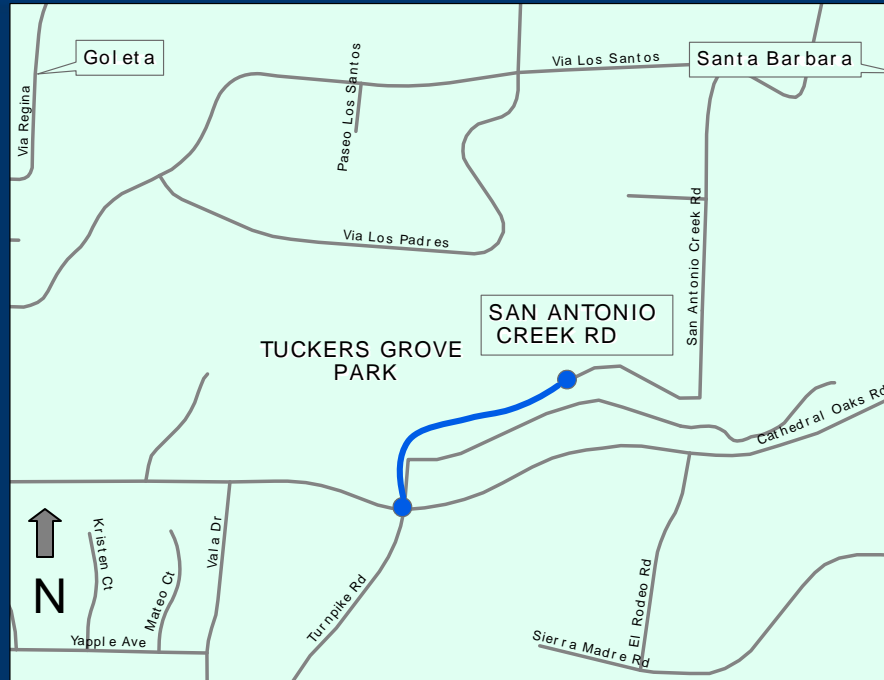 Goleta
Via Los Santos
Santa Barbara
Via Regina
Paseo Los Santos
San Antonio Creek Rd
Via Los Padres
SAN ANTONIO
CREEK RD
TUCKERS GROVE
PARK
Cathedral Oaks Rd
Kristen Ct
Mateo Ct
Vala Dr
Turnpike Rd
El Rodeo Rd
N
Yapple Ave
Sierra Madre Rd